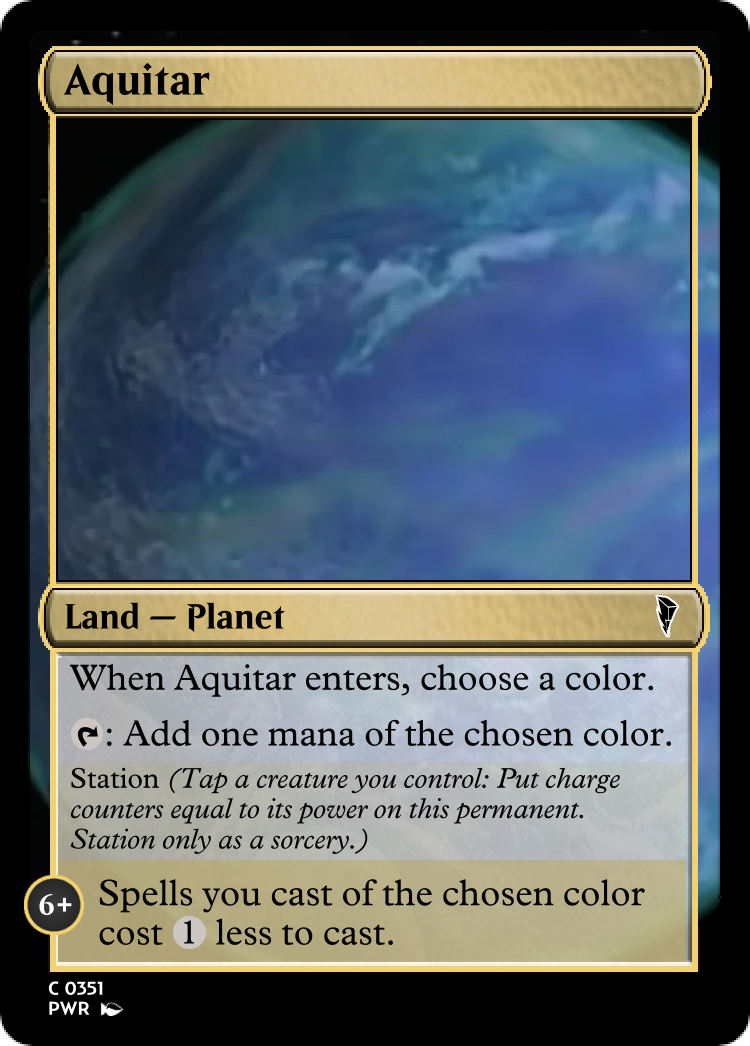 Aquitar
Land — Planet
When Aquitar enters, choose a color.
: Add one mana of the chosen color.
Station (Tap a creature you control: Put charge
counters equal to its power on this permanent.
Station only as a sorcery.)
6+
Spells you cast of the chosen color
cost 1 less to cast.
C 0351
PWR